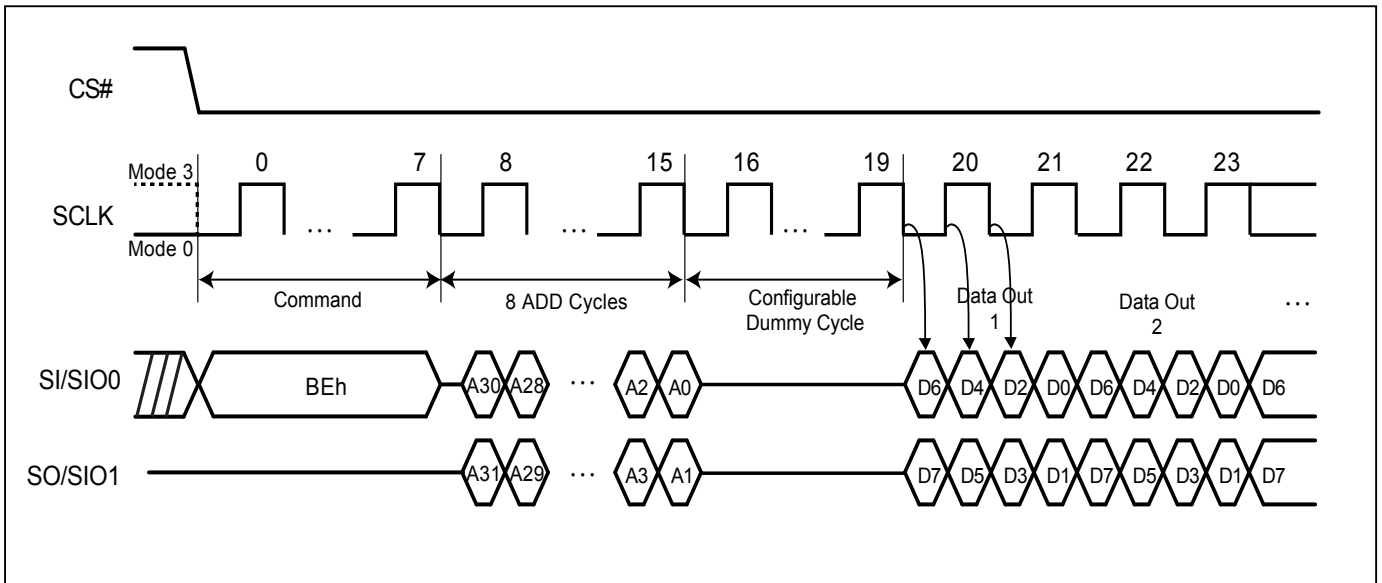 CS#
0 7 8 15 16 19 20 21 22 23
Mode 3
SCLK
Mode 0
... ... ...
Command
8 ADD Cycles
Configurable
Dummy Cycle
Data Out
1
Data Out
2
...
SI/SIO0 BEh A30 A28 ... A2 A0 D6 D4 D2 D0 D6 D4 D2 D0 D6
SO/SIO1 A31 A29 ... A3 A1 D7 D5 D3 D1 D7 D5 D3 D1 D7